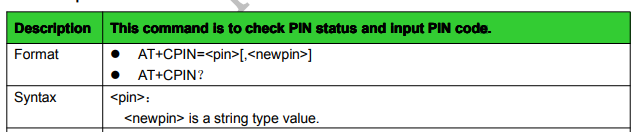 Description This command is to check PIN status and input PIN code.
Format ● AT+CPIN=<pin>[,<newpin>]
● AT+CPIN？
Syntax <pin>：
<newpin> is a string type value.